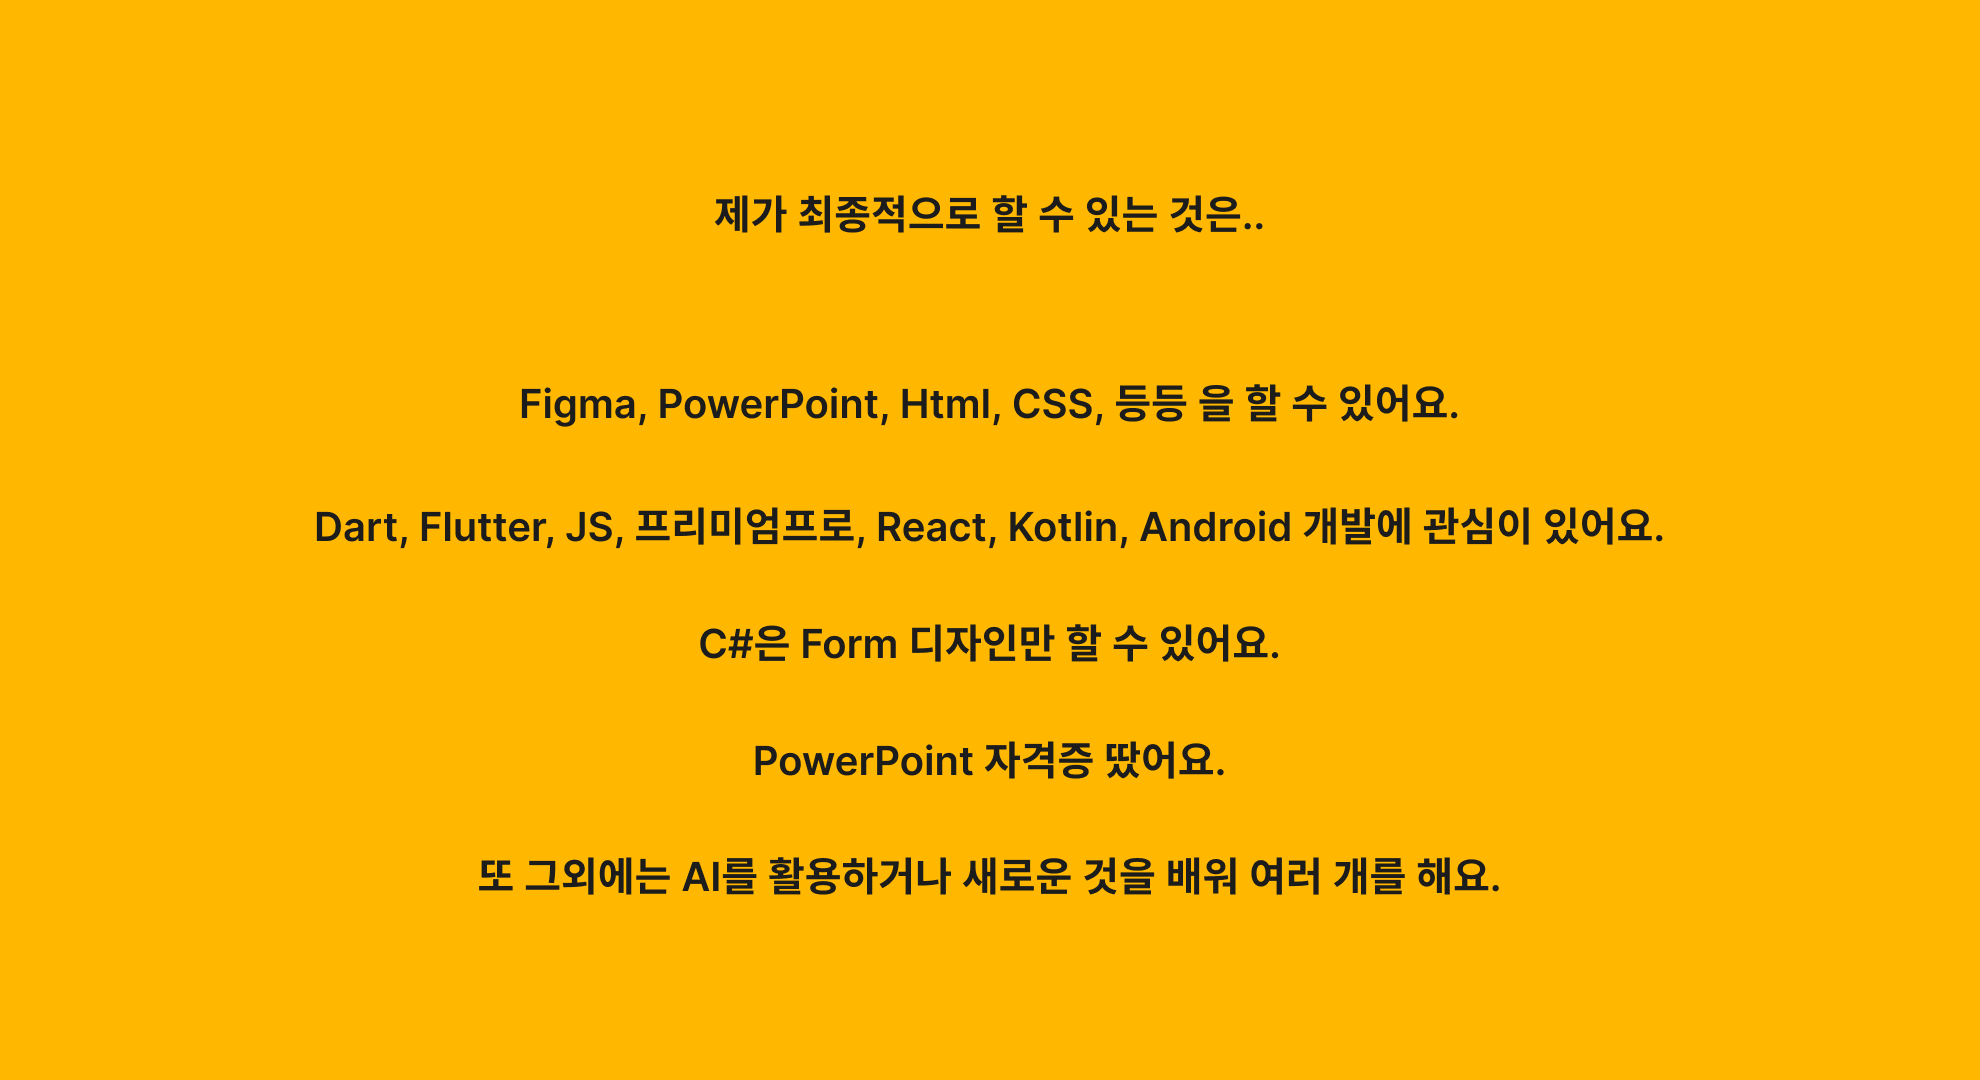 제가 최종적으로 할 수 있는 것은..
Figma, PowerPoint, Html, CSS, 등등 을 할 수 있어요.
Dart, Flutter, JS, 프리미엄프로, React, Kotlin, Android 개발에 관심이 있어요.
C#은 Form 디자인만 할 수 있어요.
PowerPoint 자격증 땄어요.
또 그외에는 AI를 활용하거나 새로운 것을 배워 여러 개를 해요.